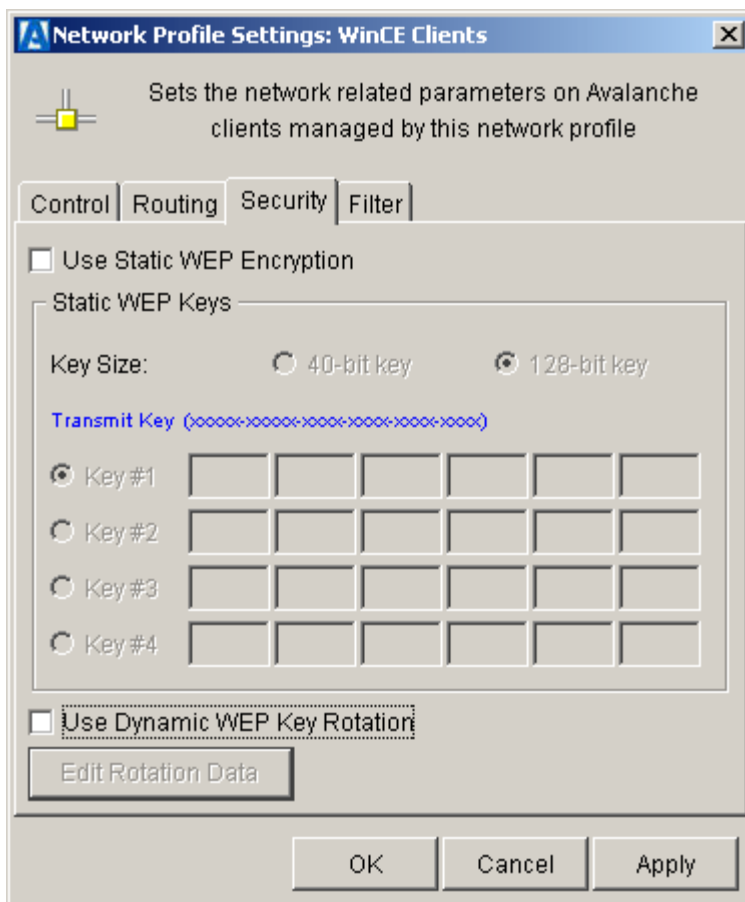 Network Profile Settings: WinCE Clients
Sets the network related parameters on Avalanche
clients managed by this network profile
Control Routing Security Filter
Use Static WEP Encryption
Static WEP Keys
Key Size: 40-bit key 128-bit key
Transmit Key (xxxxx-xxxxx-xxxx-xxxx-xxxx-xxxx)
Key #1
Key #2
Key #3
Key #4
Use Dynamic WEP Key Rotation
Edit Rotation Data
OK Cancel Apply